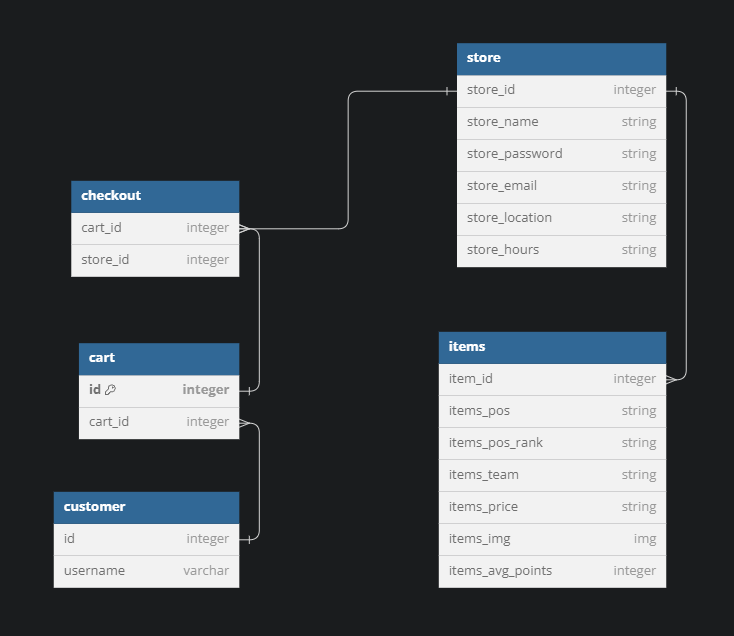 store
store_id integer
store_name string
store_password string
store_email string
store_location string
store_hours string
checkout
cart_id integer
store_id integer
cart
id integer
cart_id integer
customer
id integer
username varchar
items
item_id integer
items_pos string
items_pos_rank string
items_team string
items_price string
items_img img
items_avg_points integer